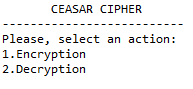 CEASAR CIPHER
---------------------------
Please, select an action:
1.Encryption
2.Decryption